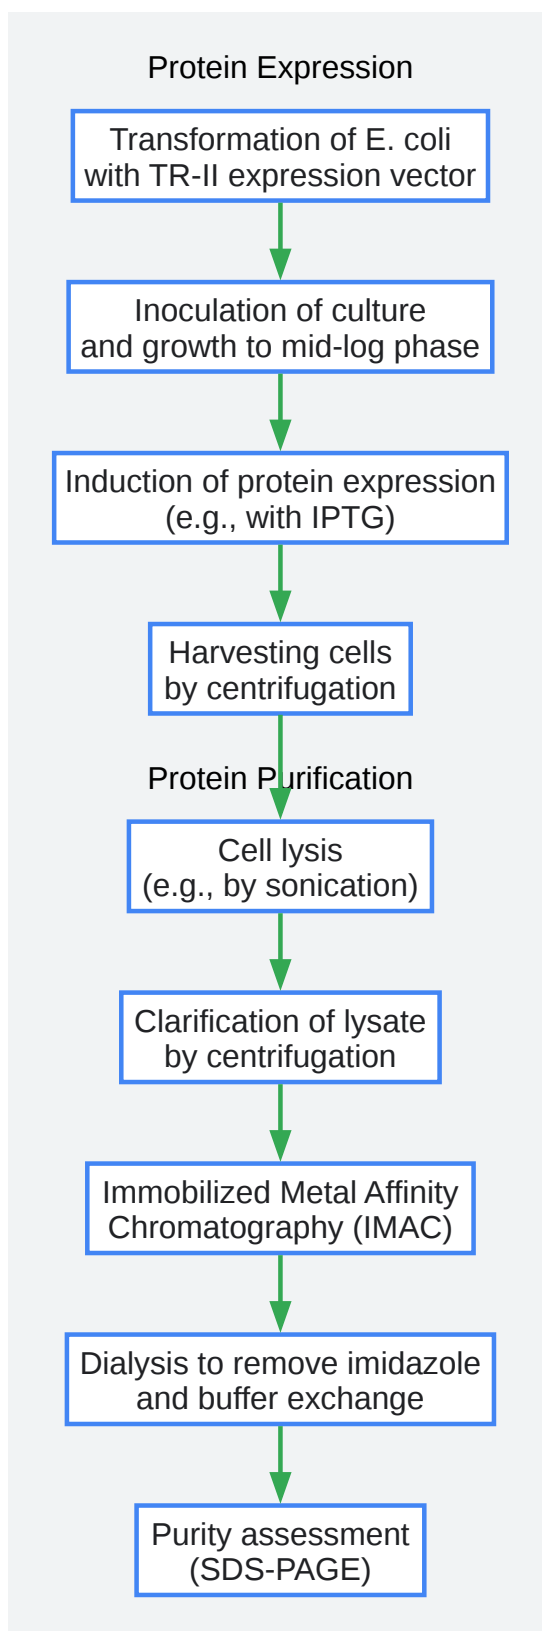 Protein Expression
Transformation of E. coli
with TR-II expression vector
Inoculation of culture
and growth to mid-log phase
Induction of protein expression
(e.g., with IPTG)
Harvesting cells
by centrifugation
Protein Purification
Cell lysis
(e.g., by sonication)
Clarification of lysate
by centrifugation
Immobilized Metal Affinity
Chromatography (IMAC)
Dialysis to remove imidazole
and buffer exchange
Purity assessment
(SDS-PAGE)